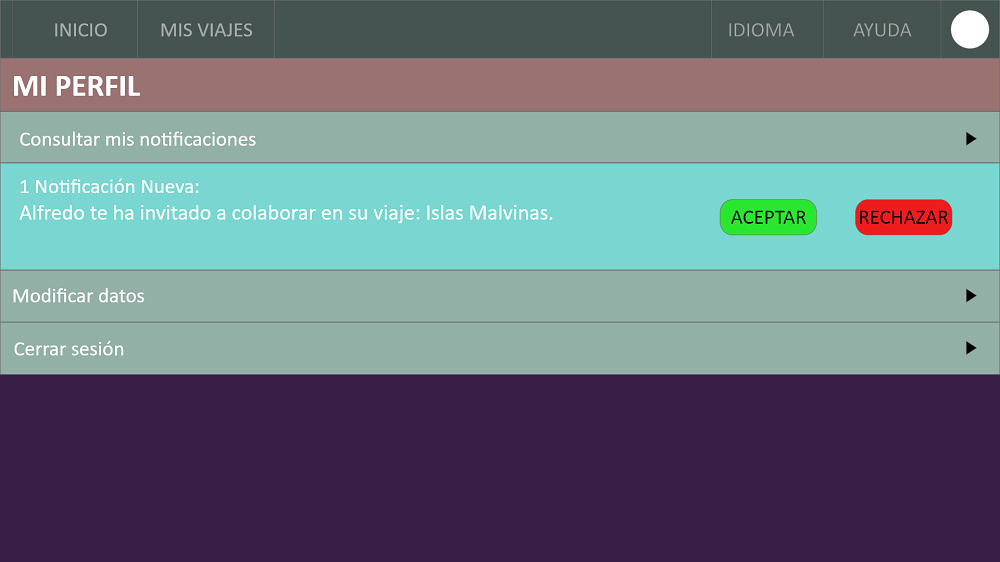 INICIO
MIS VIAJES
IDIOMA
AYUDA
MI PERFIL
Consultar mis notificaciones
1 Notificación Nueva:
Alfredo te ha invitado a colaborar en su viaje: Islas Malvinas.
ACEPTAR
RECHAZAR
Modificar datos
Cerrar sesión